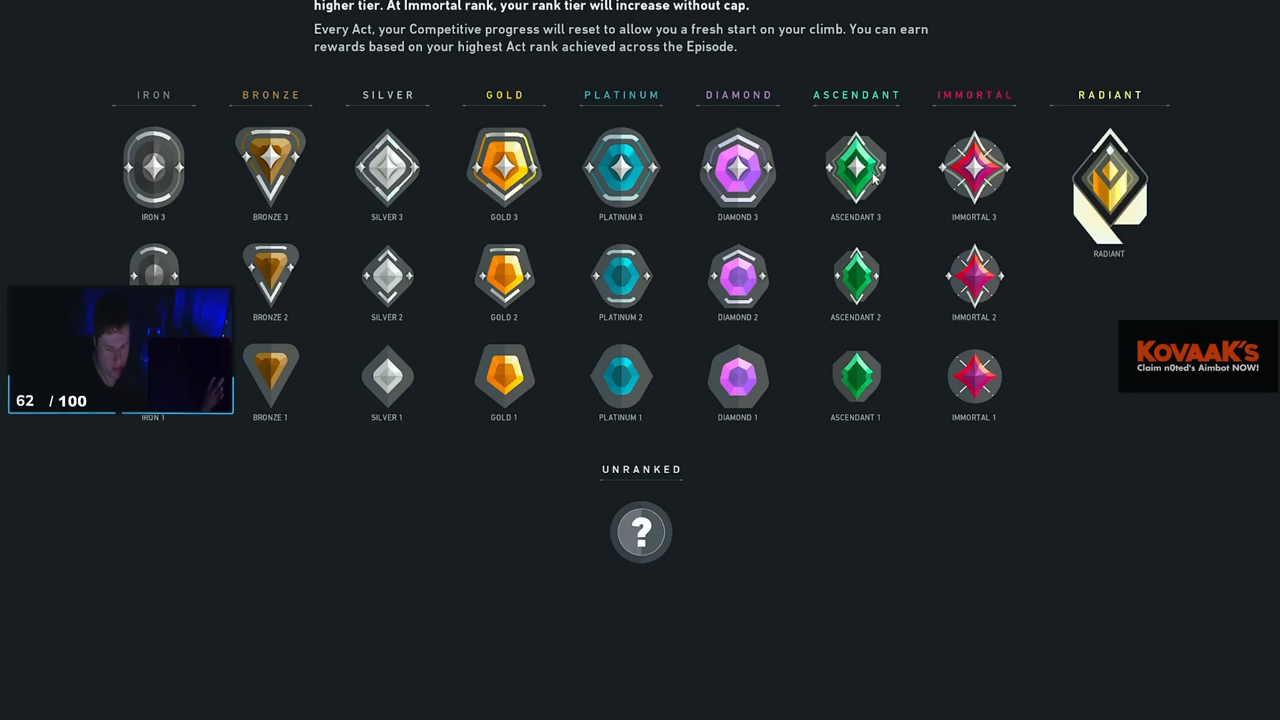 higher tier. At Immortal rank, your rank tier will increase without cap.
Every Act, your Competitive progress will reset to allow you a fresh start on your climb. You can earn
rewards based on your highest Act rank achieved across the Episode.
IRON BRONZE SILVER GOLD PLATINUM DIAMOND ASCENDANT IMMORTAL RADIANT
IRON 3 BRONZE 3 SILVER 3 GOLD 3 PLATINUM 3 DIAMOND 3 ASCENDANT 3 IMMORTAL 3
RADIANT
BRONZE 2 SILVER 2 GOLD 2 PLATINUM 2 DIAMOND 2 ASCENDANT 2 IMMORTAL 2
KOVAAK'S
Claim n0ted's Aimbot NOW!
62 / 100
IRON 1 BRONZE 1 SILVER 1 GOLD 1 PLATINUM 1 DIAMOND 1 ASCENDANT 1 IMMORTAL 1
UNRANKED
?